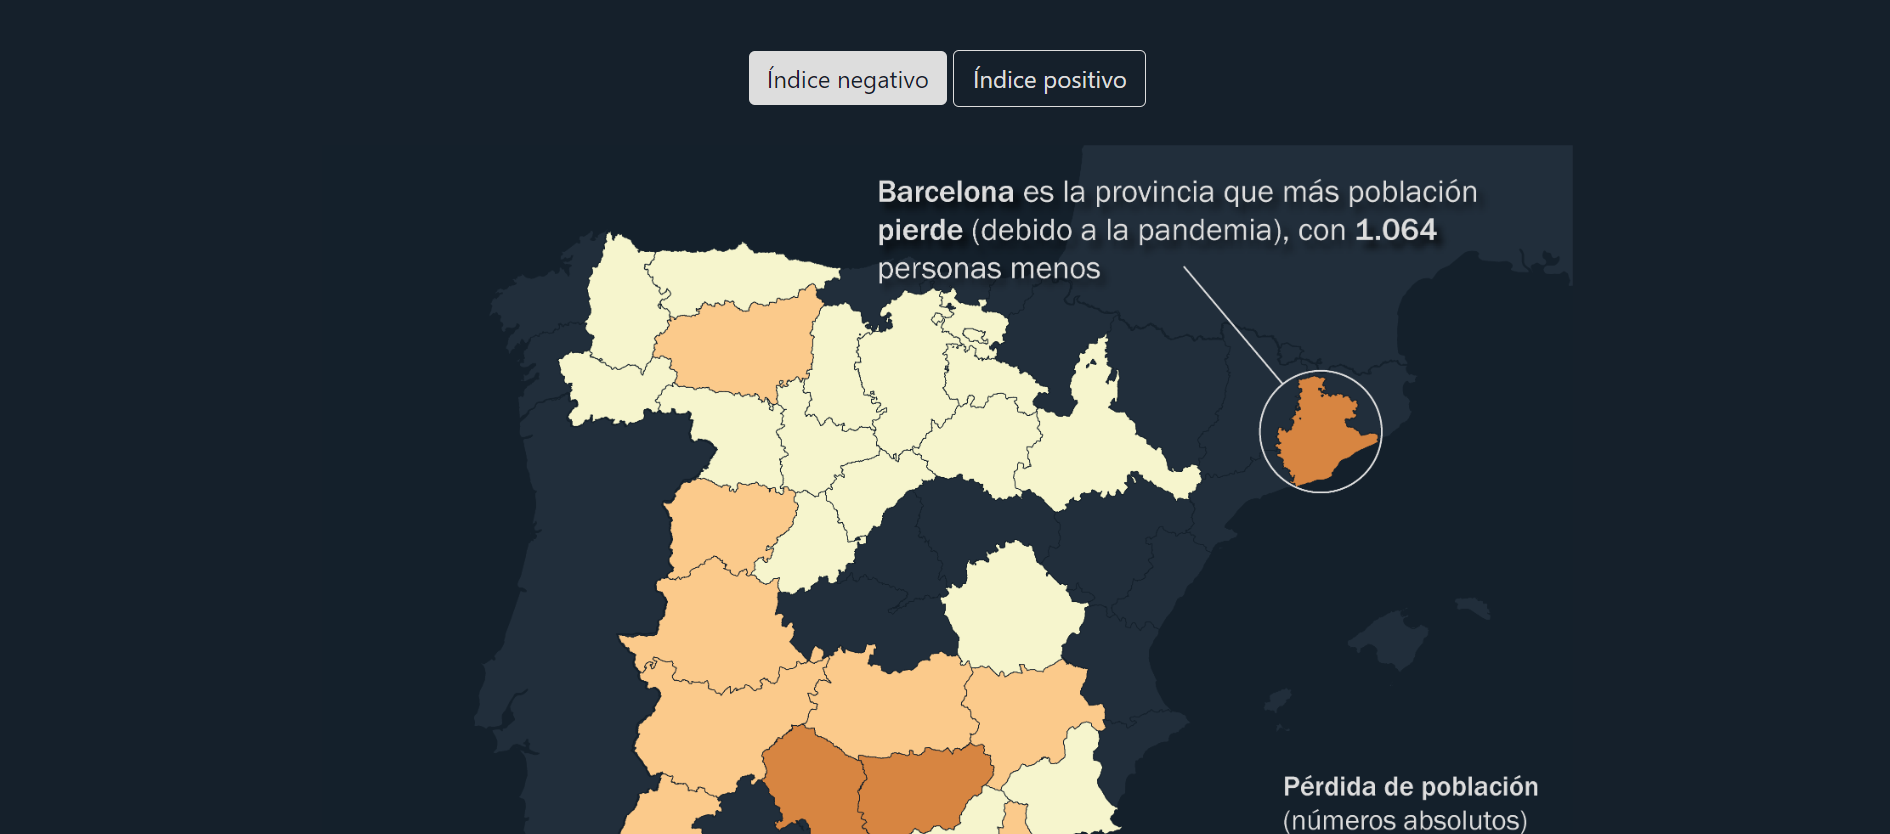 Índice negativo
Índice positivo
Barcelona es la provincia que más población
pierde (debido a la pandemia), con 1.064
personas menos
Pérdida de población
(números absolutos)